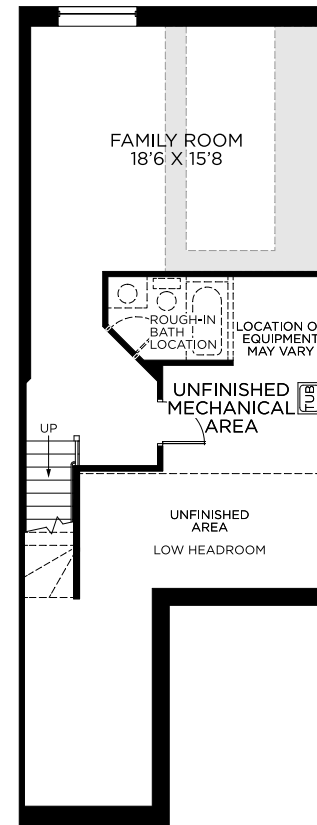 FAMILY ROOM
18'6 X 15'8
ROUGH-IN
BATH
LOCATION
LOCATION O
EQUIPMENT
MAY VARY
UNFINISHED
MECHANICAL
AREA
TUB
UP
UNFINISHED
AREA
LOW HEADROOM